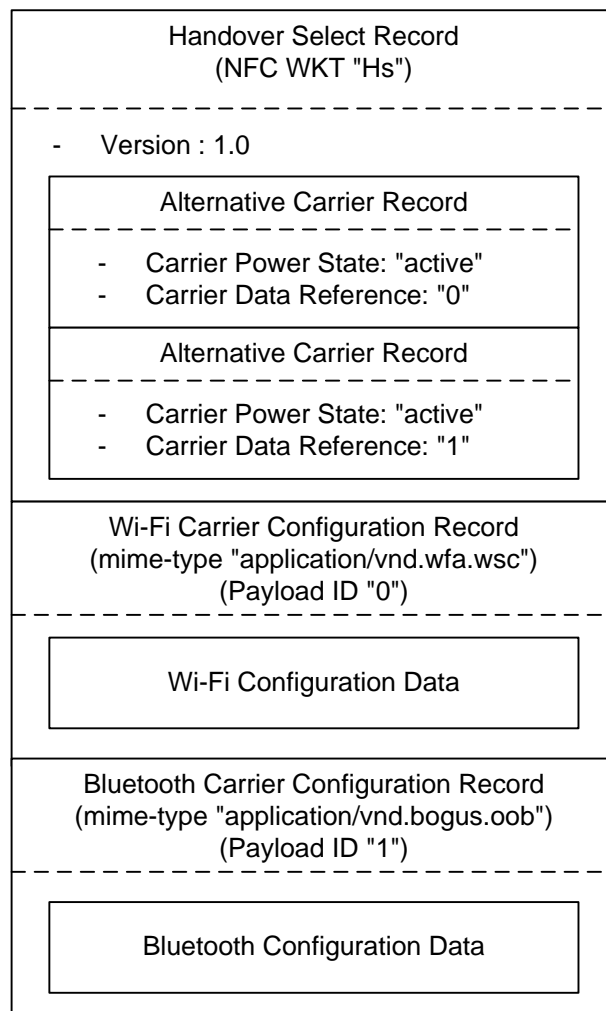 Handover Select Record
(NFC WKT "Hs")
- Version : 1.0
Alternative Carrier Record
- Carrier Power State: "active"
- Carrier Data Reference: "0"
Alternative Carrier Record
- Carrier Power State: "active"
- Carrier Data Reference: "1"
Wi-Fi Carrier Configuration Record
(mime-type "application/vnd.wfa.wsc")
(Payload ID "0")
Wi-Fi Configuration Data
Bluetooth Carrier Configuration Record
(mime-type "application/vnd.bogus.oob")
(Payload ID "1")
Bluetooth Configuration Data